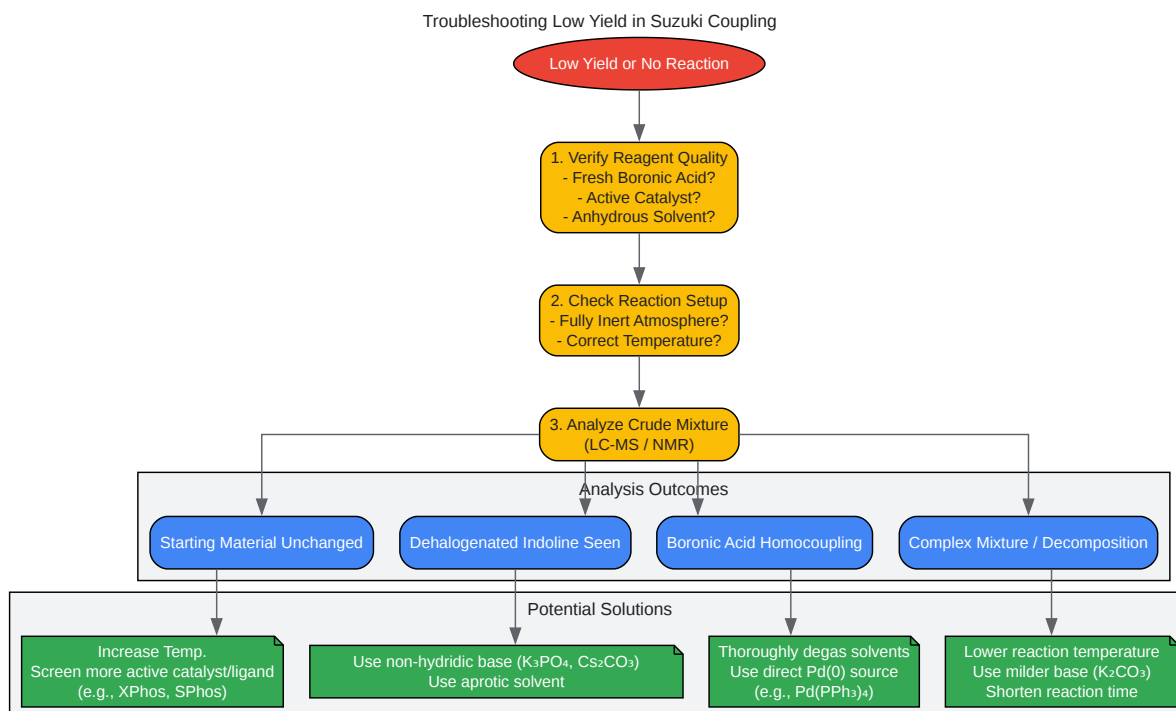 Troubleshooting Low Yield in Suzuki Coupling
Low Yield or No Reaction
1. Verify Reagent Quality
- Fresh Boronic Acid?
- Active Catalyst?
- Anhydrous Solvent?
2. Check Reaction Setup
- Fully Inert Atmosphere?
- Correct Temperature?
3. Analyze Crude Mixture
(LC-MS / NMR)
Analysis Outcomes
Starting Material Unchanged
Dehalogenated Indoline Seen
Boronic Acid Homocoupling
Complex Mixture / Decomposition
Potential Solutions
Increase Temp.
Screen more active catalyst/ligand
(e.g., XPhos, SPhos)
Use non-hydridic base (K₃PO₄, Cs₂CO₃)
Use aprotic solvent
Thoroughly degas solvents
Use direct Pd(0) source
(e.g., Pd(PPh₃)₄)
Lower reaction temperature
Use milder base (K₂CO₃)
Shorten reaction time